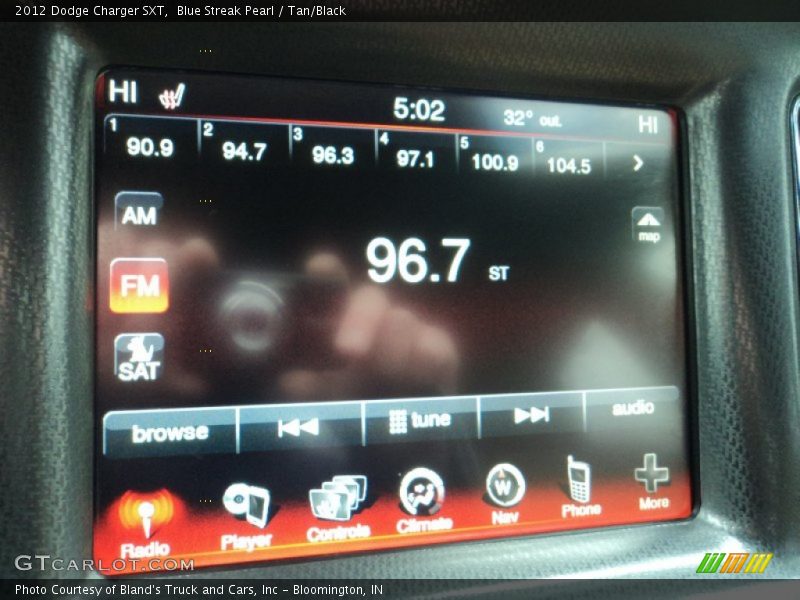 2012 Dodge Charger SXT,  Blue Streak Pearl / Tan/Black
HI 5:02 32° out. HI
1 90.9 2 94.7 3 96.3 4 97.1 5 100.9 6 104.5 >
AM
map
96.7 ST
FM
SAT
browse tune audio
Radio Player Controls Climate Nav Phone More
W
GTCARLOT.COM
Photo Courtesy of Bland's Truck and Cars, Inc - Bloomington, IN